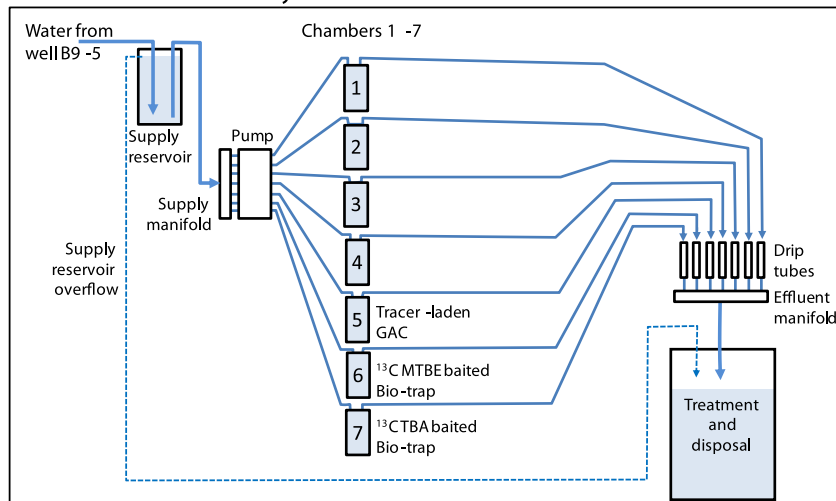 Water from
well B9 -5
Chambers 1 -7
Supply
reservoir
Pump
Supply
manifold
Supply
reservoir
overflow
1
2
3
4
5
Tracer -laden
GAC
6
¹³C MTBE baited
Bio-trap
7
¹³C TBA baited
Bio-trap
Drip
tubes
Effluent
manifold
Treatment
and
disposal